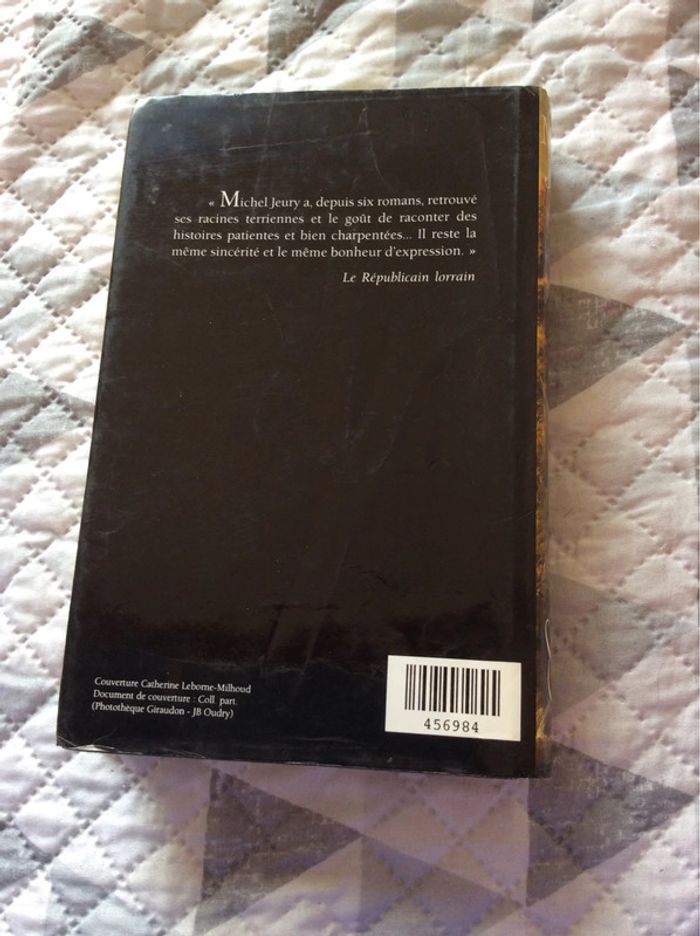 « Michel Jeury a, depuis six romans, retrouvé
ses racines terriennes et le goût de raconter des
histoires patientes et bien charpentées... Il reste la
même sincérité et le même bonheur d'expression. »
Le Républicain lorrain
Couverture Catherine Leborne-Milhoud
Document de couverture : Coll. part.
(Photothèque Giraudon - JB Oudry)
456984